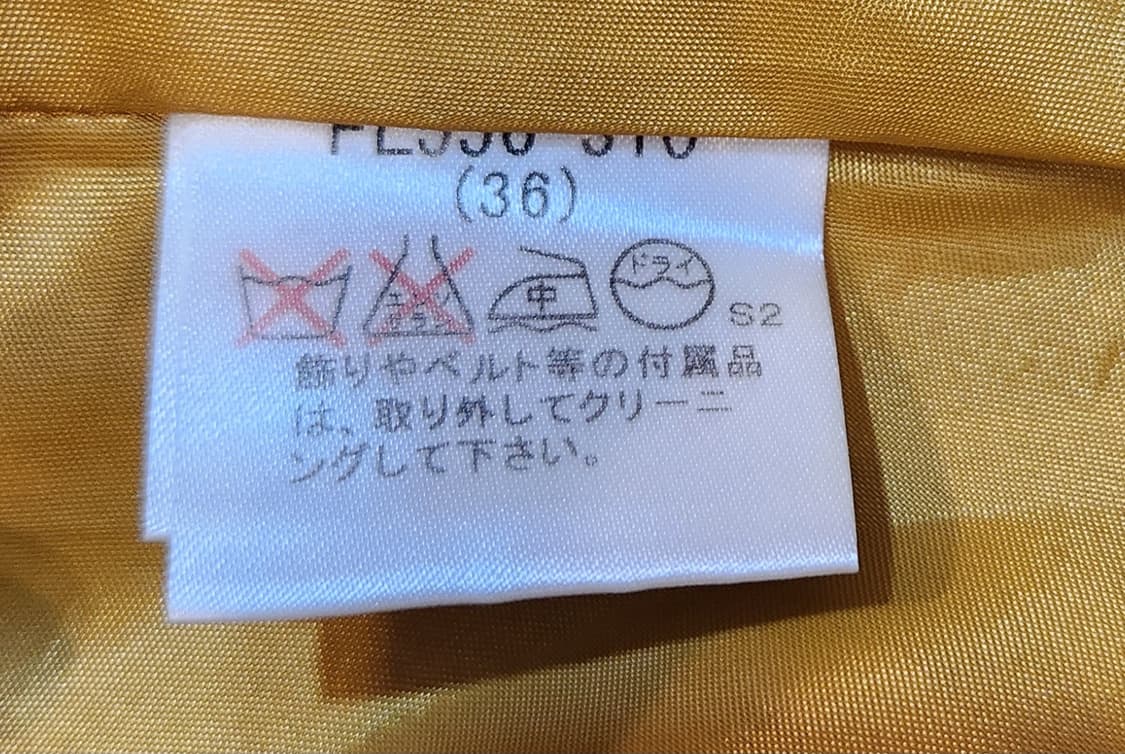 (36)
中 ドライ S2
飾りやベルト等の付属品
は、取り外してクリーニ
ングして下さい。